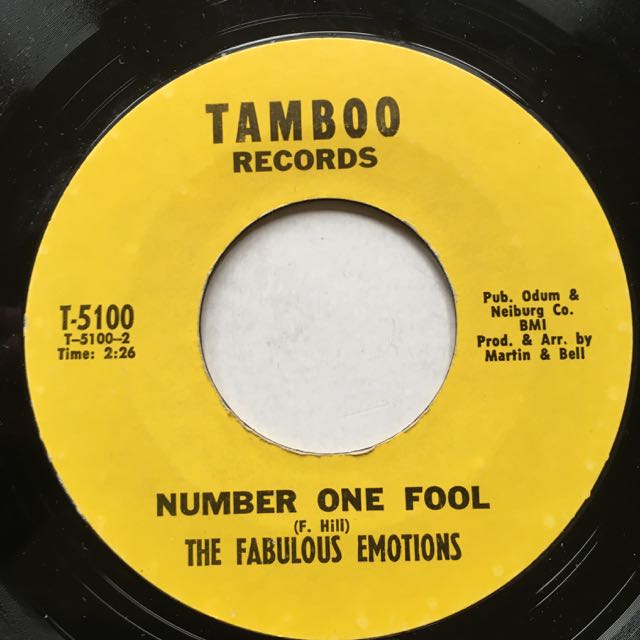 TAMBOO
RECORDS
T-5100
T-5100-2
Time: 2:26
Pub. Odum &
Neiburg Co.
BMI
Prod. & Arr. by
Martin & Bell
NUMBER ONE FOOL
(F. Hill)
THE FABULOUS EMOTIONS